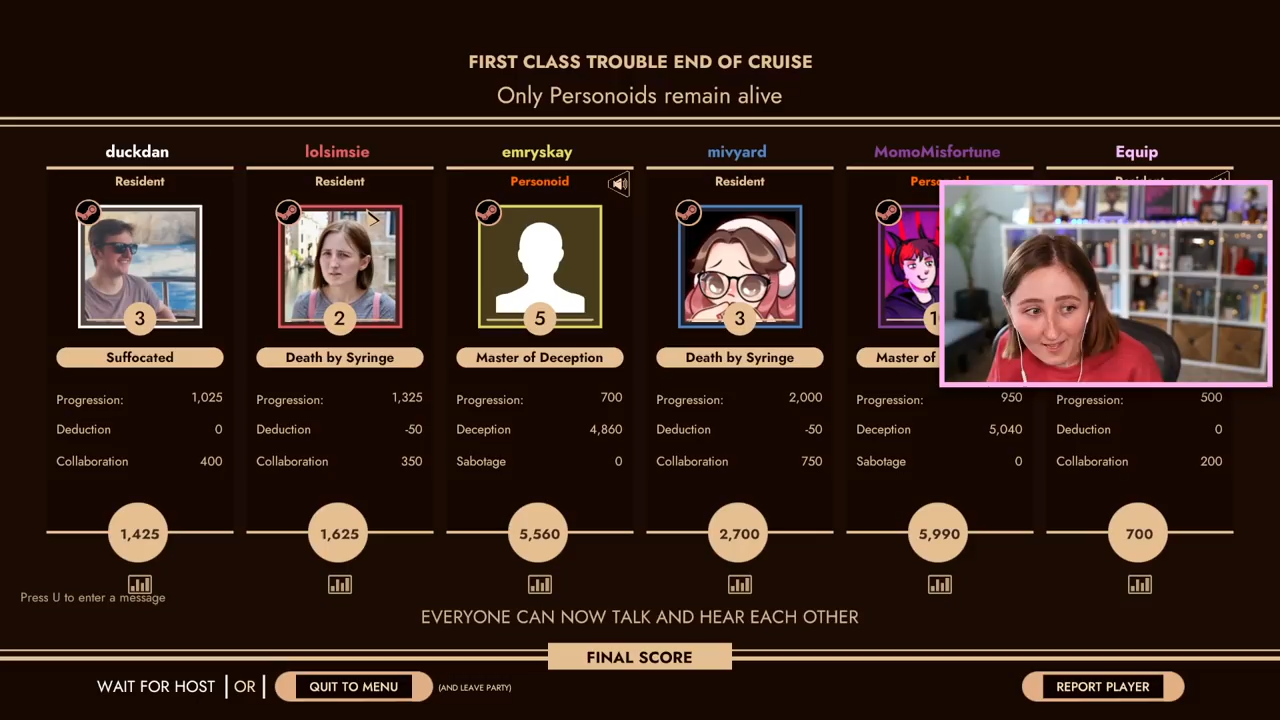 FIRST CLASS TROUBLE END OF CRUISE
Only Personoids remain alive
duckdan
Resident
3
Suffocated
Progression: 1,025
Deduction 0
Collaboration 400
1,425
lolsimsie
Resident
2
Death by Syringe
Progression: 1,325
Deduction -50
Collaboration 350
1,625
emryskay
Personoid
5
Master of Deception
Progression: 700
Deception 4,860
Sabotage 0
5,560
mivyard
Resident
3
Death by Syringe
Progression: 2,000
Deduction -50
Collaboration 750
2,700
MomoMisfortune
Master of
Progression: 950
Deception 5,040
Sabotage 0
5,990
Equip
Resident
Progression: 500
Deduction 0
Collaboration 200
700
Press U to enter a message
EVERYONE CAN NOW TALK AND HEAR EACH OTHER
FINAL SCORE
WAIT FOR HOST | OR | QUIT TO MENU (AND LEAVE PARTY)
REPORT PLAYER